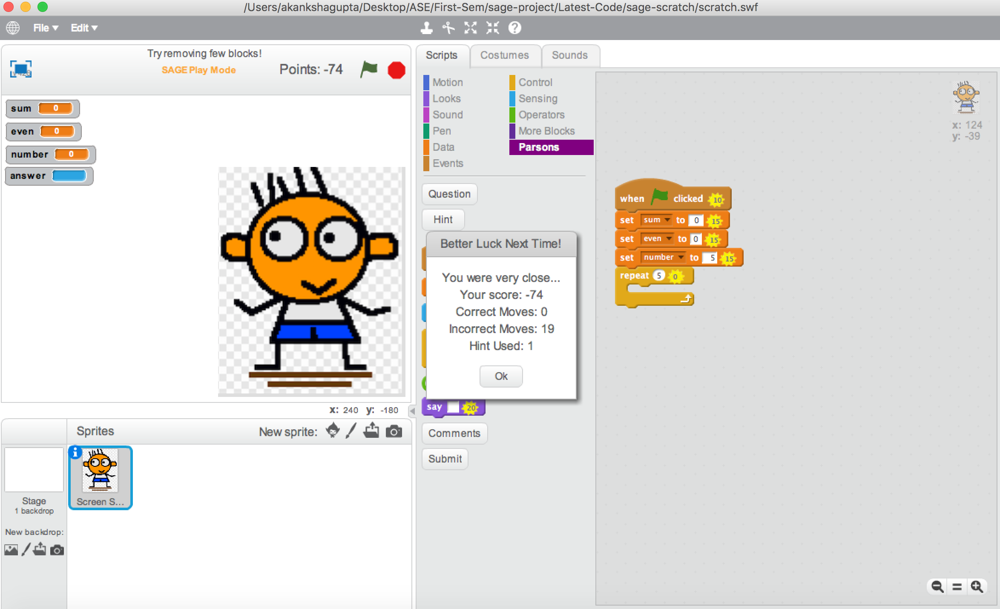 /Users/akankshagupta/Desktop/ASE/First-Sem/sage-project/Latest-Code/sage-scratch/scratch.swf
File Edit
Try removing few blocks!
SAGE Play Mode
Points: -74
sum 0
even 0
number 0
answer
x: 240 y: -180
Sprites
New sprite:
Screen S...
Stage
1 backdrop
New backdrop:
Scripts Costumes Sounds
Motion Control
Looks Sensing
Sound Operators
Pen More Blocks
Data Parsons
Events
Question
Hint
Better Luck Next Time!
You were very close...
Your score: -74
Correct Moves: 0
Incorrect Moves: 19
Hint Used: 1
Ok
say 20
Comments
Submit
x: 124
y: -39
when clicked 10
set sum to 0 15
set even to 0 15
set number to 5 15
repeat 5 0